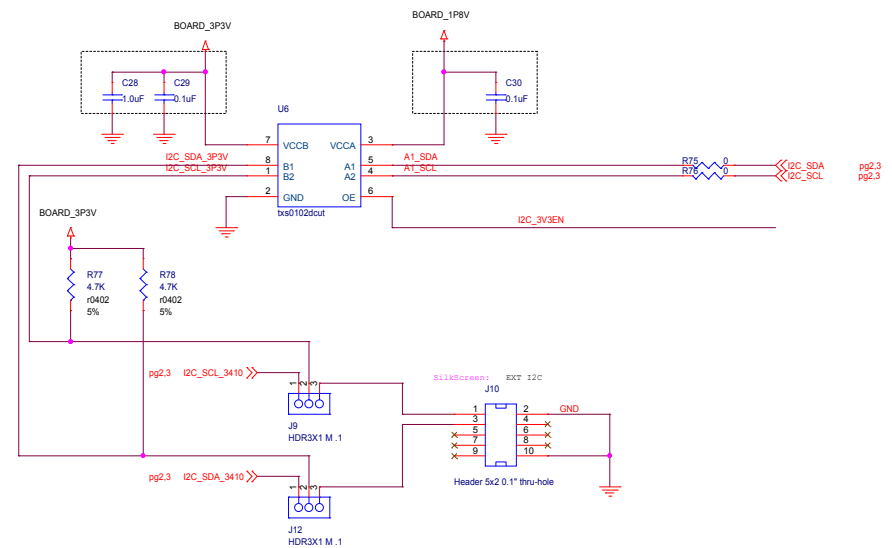 BOARD_3P3V
BOARD_1P8V
C28
1.0uF
C29
0.1uF
C30
0.1uF
U6
7 VCCB VCCA 3
I2C_SDA_3P3V 8 B1 A1 5 A1_SDA R75 0 I2C_SDA pg2,3
I2C_SCL_3P3V 1 B2 A2 4 A1_SCL R76 0 I2C_SCL pg2,3
2 GND OE 6
txs0102dcut
I2C_3V3EN
BOARD_3P3V
R77
4.7K
r0402
5%
R78
4.7K
r0402
5%
pg2,3 I2C_SCL_3410
1 2 3
J9
HDR3X1 M .1
SilkScreen: EXT I2C
J10
1 2 GND
3 4
5 6
7 8
9 10
Header 5x2 0.1" thru-hole
pg2,3 I2C_SDA_3410
1 2 3
J12
HDR3X1 M .1